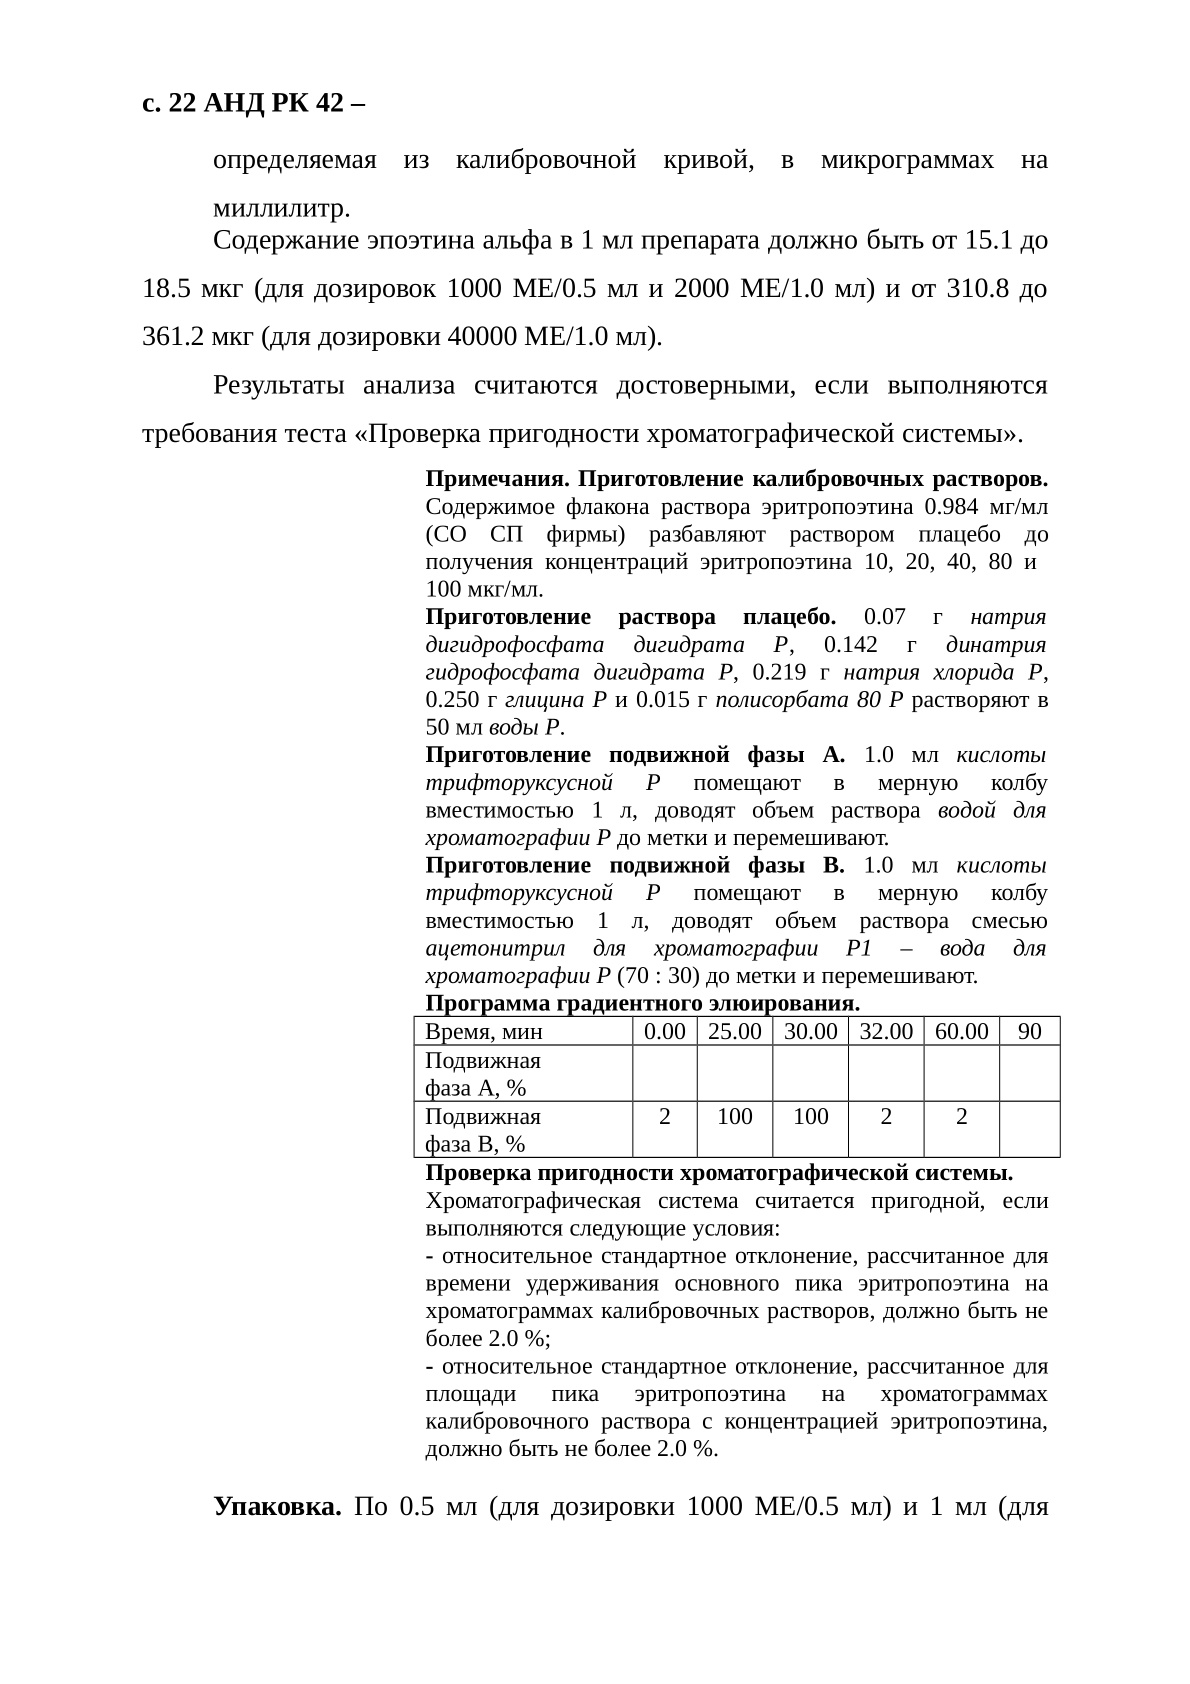 с. 22 АНД РК 42 –
определяемая из калибровочной кривой, в микрограммах на
миллилитр.
Содержание эпоэтина альфа в 1 мл препарата должно быть от 15.1 до
18.5 мкг (для дозировок 1000 МЕ/0.5 мл и 2000 МЕ/1.0 мл) и от 310.8 до
361.2 мкг (для дозировки 40000 МЕ/1.0 мл).
Результаты анализа считаются достоверными, если выполняются
требования теста «Проверка пригодности хроматографической системы».
Примечания. Приготовление калибровочных растворов.
Содержимое флакона раствора эритропоэтина 0.984 мг/мл
(СО СП фирмы) разбавляют раствором плацебо до
получения концентраций эритропоэтина 10, 20, 40, 80 и
100 мкг/мл.
Приготовление раствора плацебо. 0.07 г натрия
дигидрофосфата дигидрата Р, 0.142 г динатрия
гидрофосфата дигидрата Р, 0.219 г натрия хлорида Р,
0.250 г глицина Р и 0.015 г полисорбата 80 Р растворяют в
50 мл воды Р.
Приготовление подвижной фазы А. 1.0 мл кислоты
трифторуксусной Р помещают в мерную колбу
вместимостью 1 л, доводят объем раствора водой для
хроматографии Р до метки и перемешивают.
Приготовление подвижной фазы В. 1.0 мл кислоты
трифторуксусной Р помещают в мерную колбу
вместимостью 1 л, доводят объем раствора смесью
ацетонитрил для хроматографии Р1 – вода для
хроматографии Р (70 : 30) до метки и перемешивают.
Программа градиентного элюирования.
Время, мин 0.00 25.00 30.00 32.00 60.00 90
Подвижная
фаза А, %
Подвижная 2 100 100 2 2
фаза В, %
Проверка пригодности хроматографической системы.
Хроматографическая система считается пригодной, если
выполняются следующие условия:
- относительное стандартное отклонение, рассчитанное для
времени удерживания основного пика эритропоэтина на
хроматограммах калибровочных растворов, должно быть не
более 2.0 %;
- относительное стандартное отклонение, рассчитанное для
площади пика эритропоэтина на хроматограммах
калибровочного раствора с концентрацией эритропоэтина,
должно быть не более 2.0 %.
Упаковка. По 0.5 мл (для дозировки 1000 МЕ/0.5 мл) и 1 мл (для